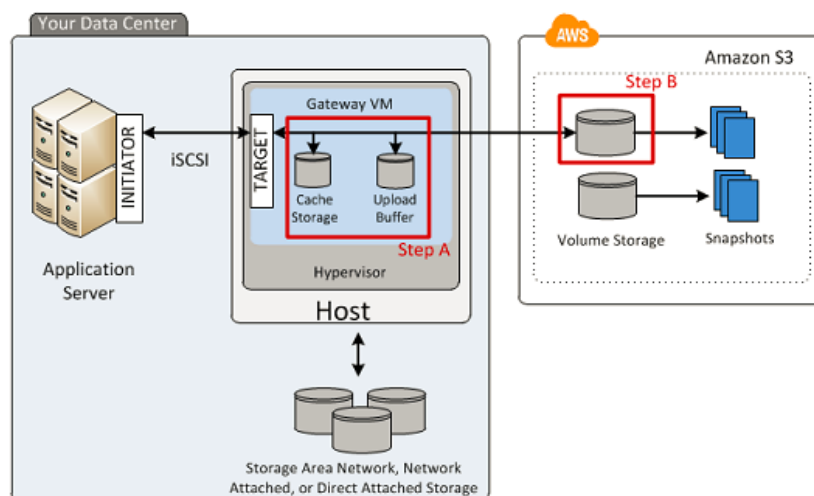 Your Data Center
AWS
Amazon S3
Step B
Gateway VM
INITIATOR
iSCSI
TARGET
Cache
Storage
Upload
Buffer
Step A
Volume Storage
Snapshots
Application
Server
Hypervisor
Host
Storage Area Network, Network
Attached, or Direct Attached Storage